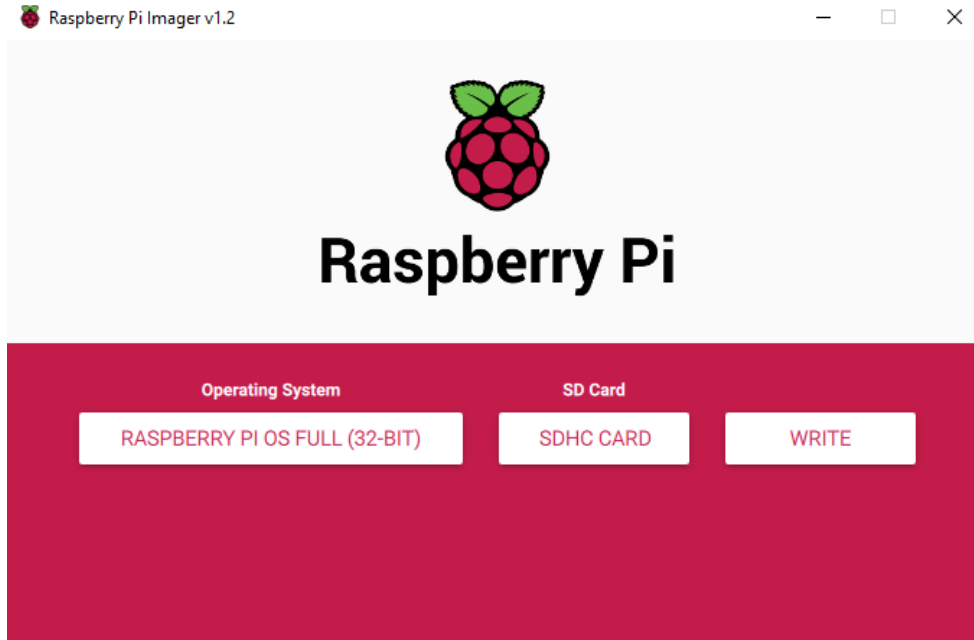 Raspberry Pi Imager v1.2
Raspberry Pi
Operating System
SD Card
RASPBERRY PI OS FULL (32-BIT)
SDHC CARD
WRITE